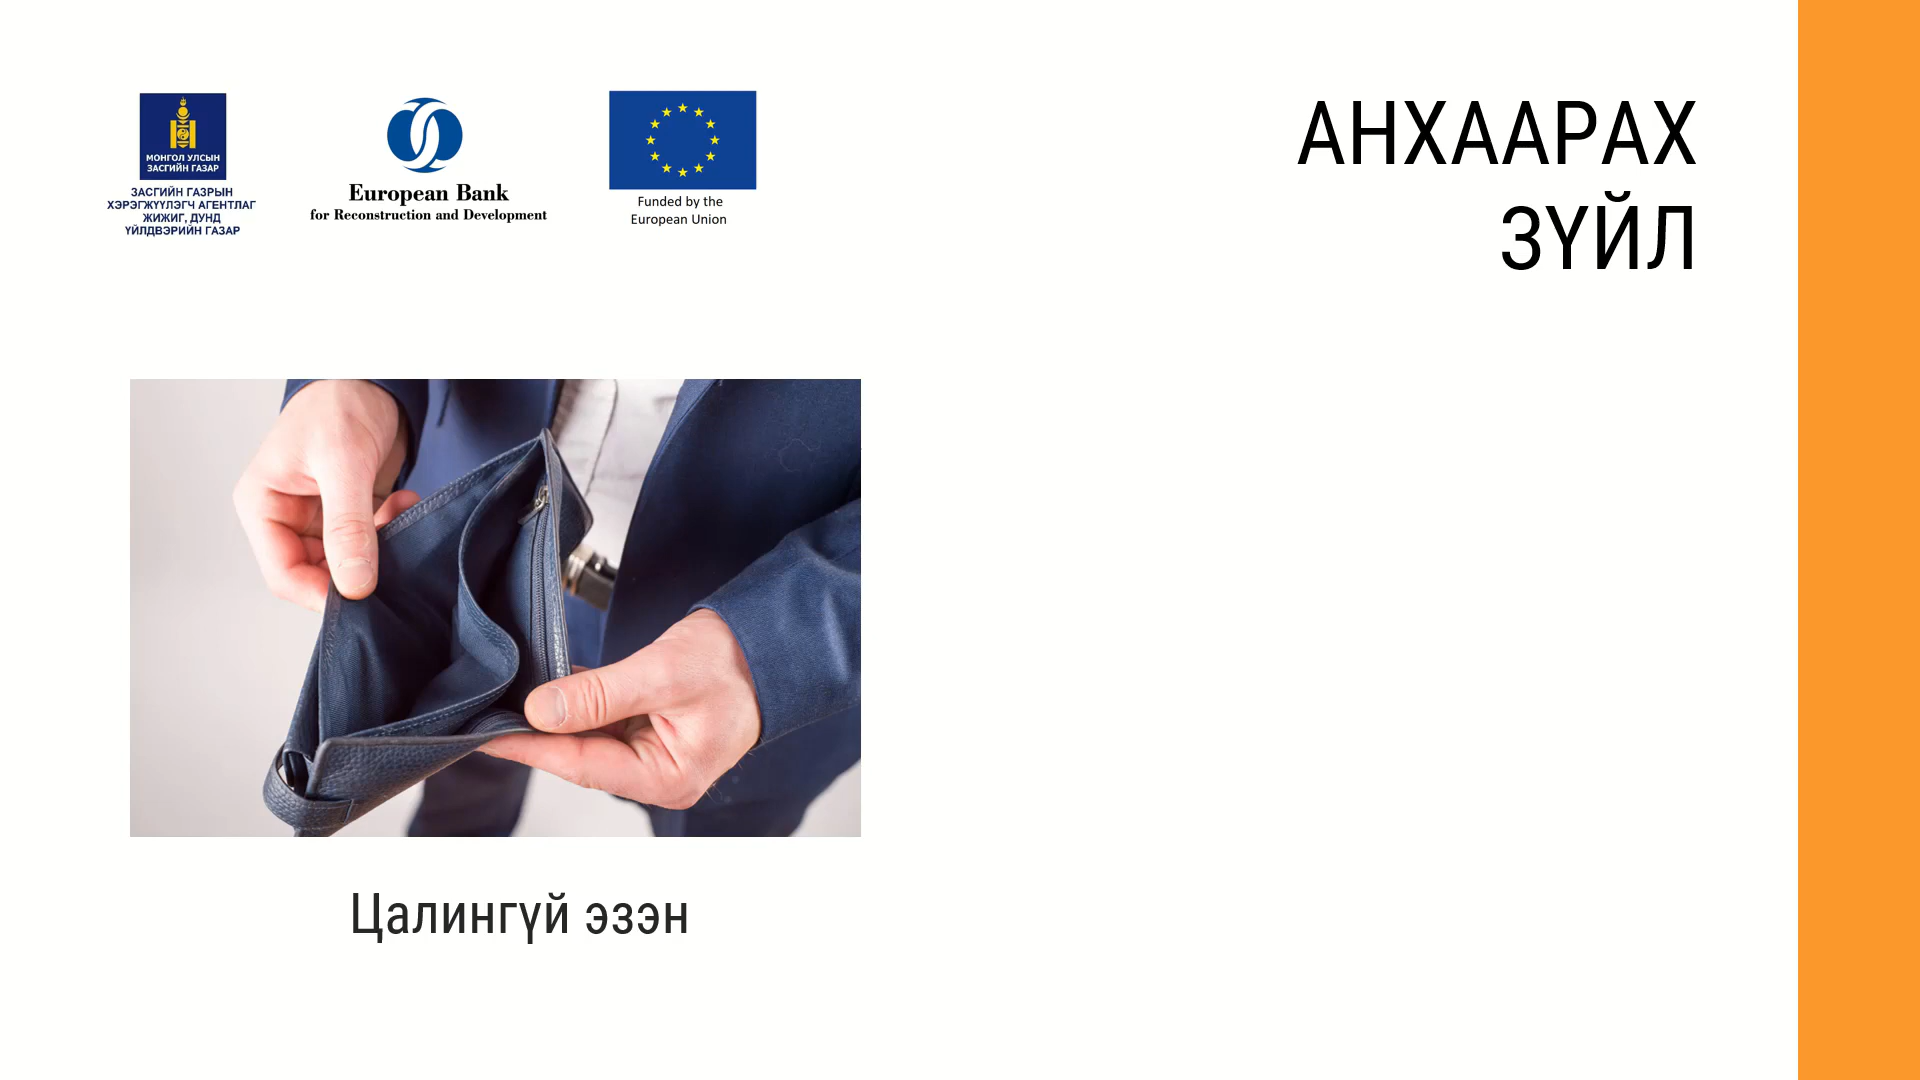 МОНГОЛ УЛСЫН
ЗАСГИЙН ГАЗАР
ЗАСГИЙН ГАЗРЫН
ХЭРЭГЖҮҮЛЭГЧ АГЕНТЛАГ
ЖИЖИГ, ДУНД
ҮЙЛДВЭРИЙН ГАЗАР
European Bank
for Reconstruction and Development
Funded by the
European Union
АНХААРАХ
ЗҮЙЛ
Цалингүй эзэн